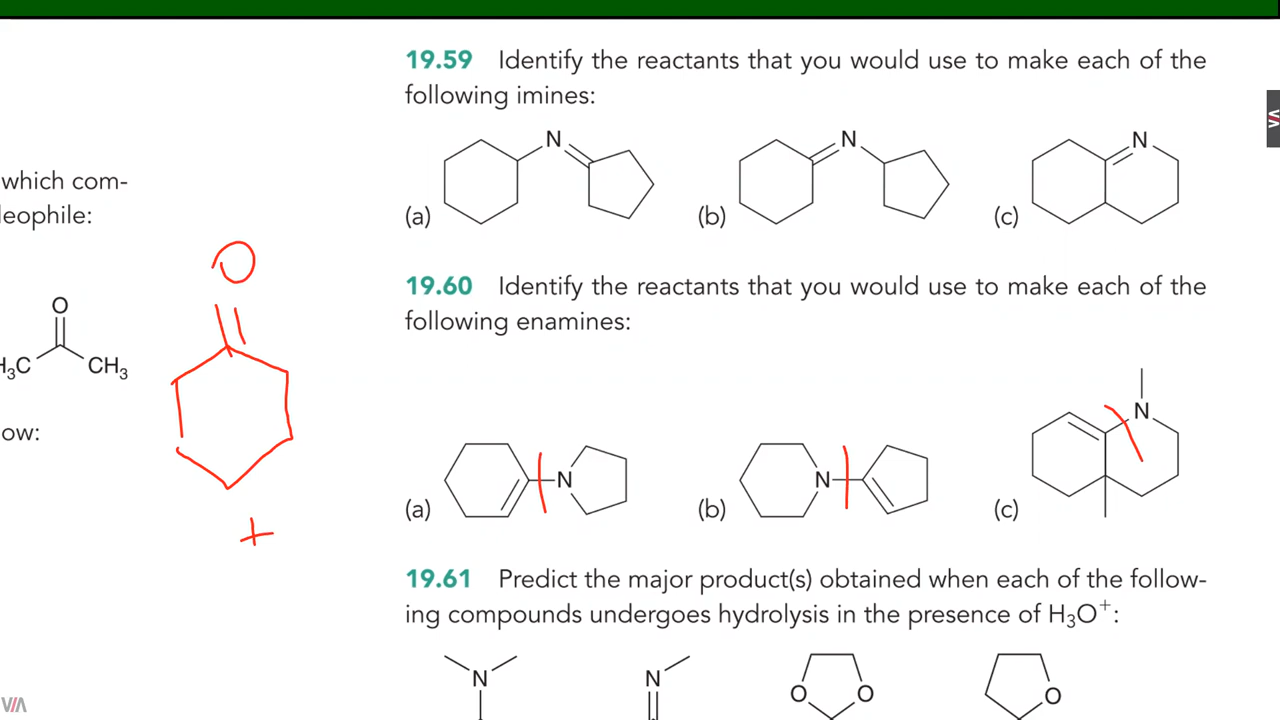 19.59 Identify the reactants that you would use to make each of the
following imines:
N
N
N
(a)
(b)
(c)
which com-
leophile:
O
O
H₃C
CH₃
ow:
+
19.60 Identify the reactants that you would use to make each of the
following enamines:
N
N
N
(a)
(b)
(c)
19.61 Predict the major product(s) obtained when each of the follow-
ing compounds undergoes hydrolysis in the presence of H₃O⁺:
N
N
O
O
O
VIA